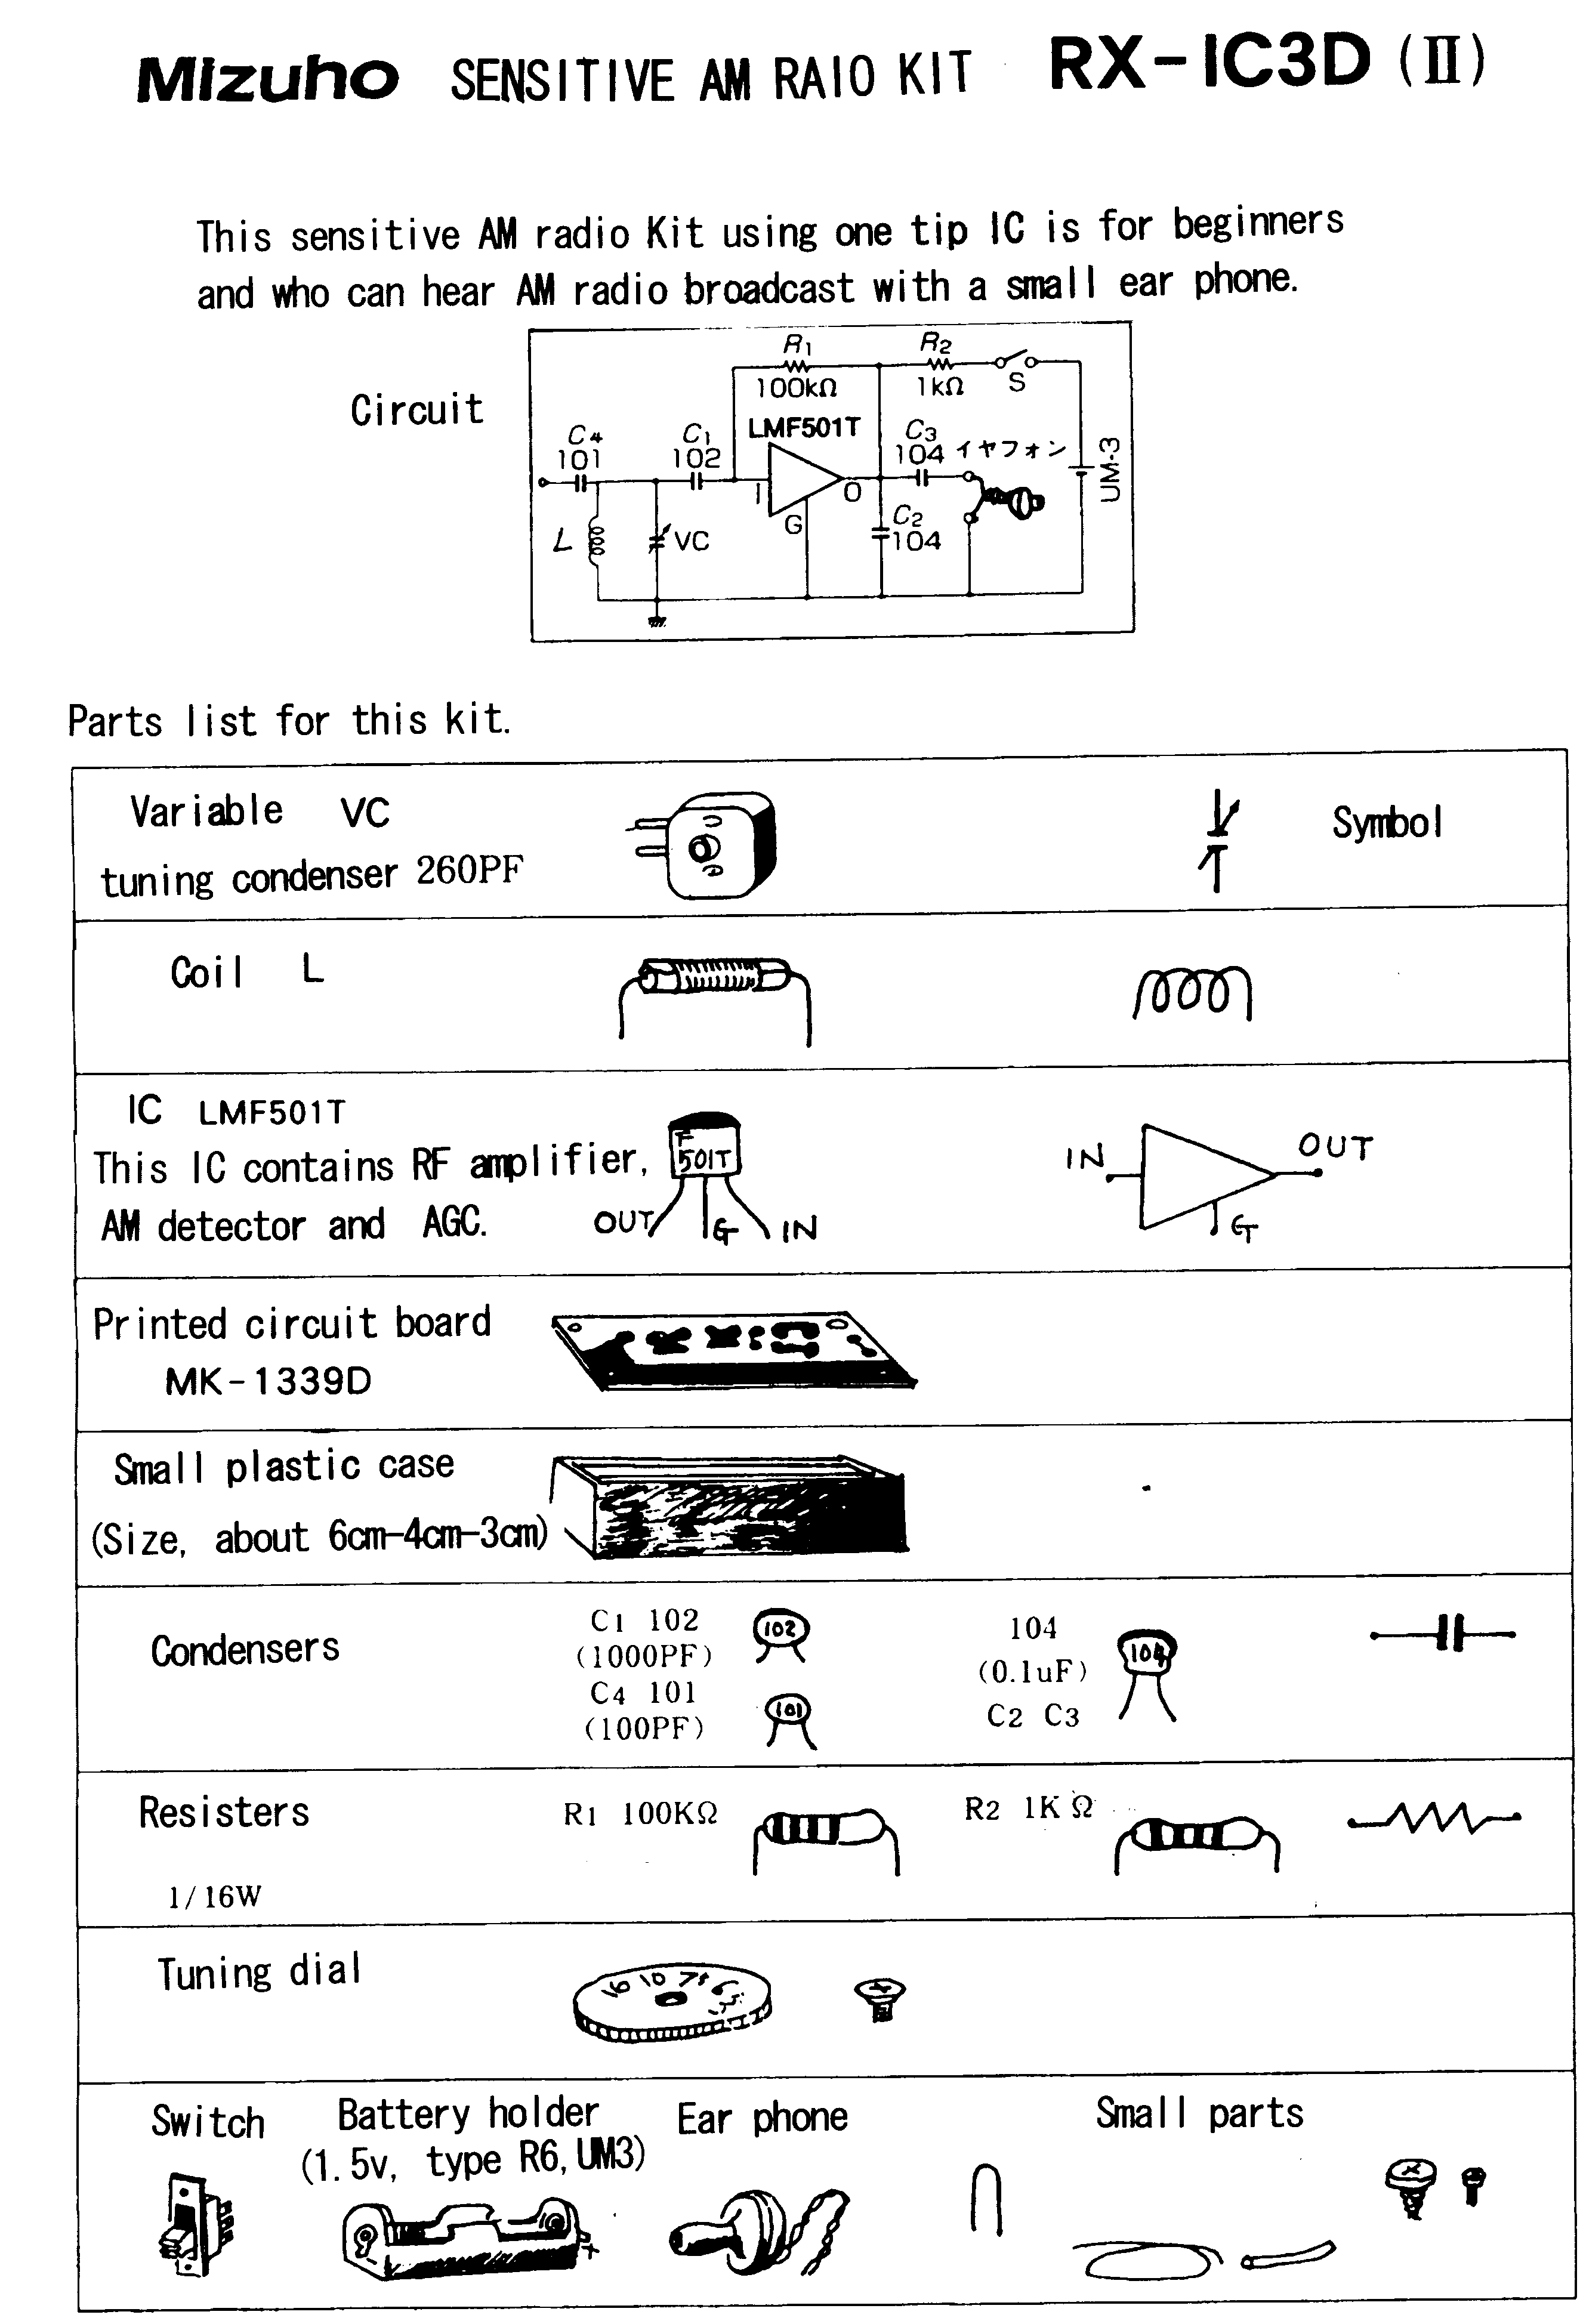 Mizuho SENSITIVE AM RAIO KIT RX-IC3D (II)
This sensitive AM radio Kit using one tip IC is for beginners
and who can hear AM radio broadcast with a small ear phone.
Circuit
R1
100kΩ
R2
1kΩ
S
LMF501T
C4
101
C1
102
C3
104
イヤフォン
UM-3
I
O
G
C2
104
L
VC
Parts list for this kit.
Variable VC
tuning condenser 260PF
Symbol
Coil L
IC LMF501T
This IC contains RF amplifier,
AM detector and AGC.
F
501T
OUT G IN
IN
OUT
G
Printed circuit board
MK-1339D
Small plastic case
(Size, about 6cm-4cm-3cm)
Condensers
C1 102
(1000PF)
C4 101
(100PF)
102
101
104
(0.1uF)
C2 C3
104
Resisters
1/16W
R1 100KΩ
R2 1KΩ
Tuning dial
16 10 7
Switch
Battery holder
(1.5v, type R6,UM3)
+
Ear phone
Small parts